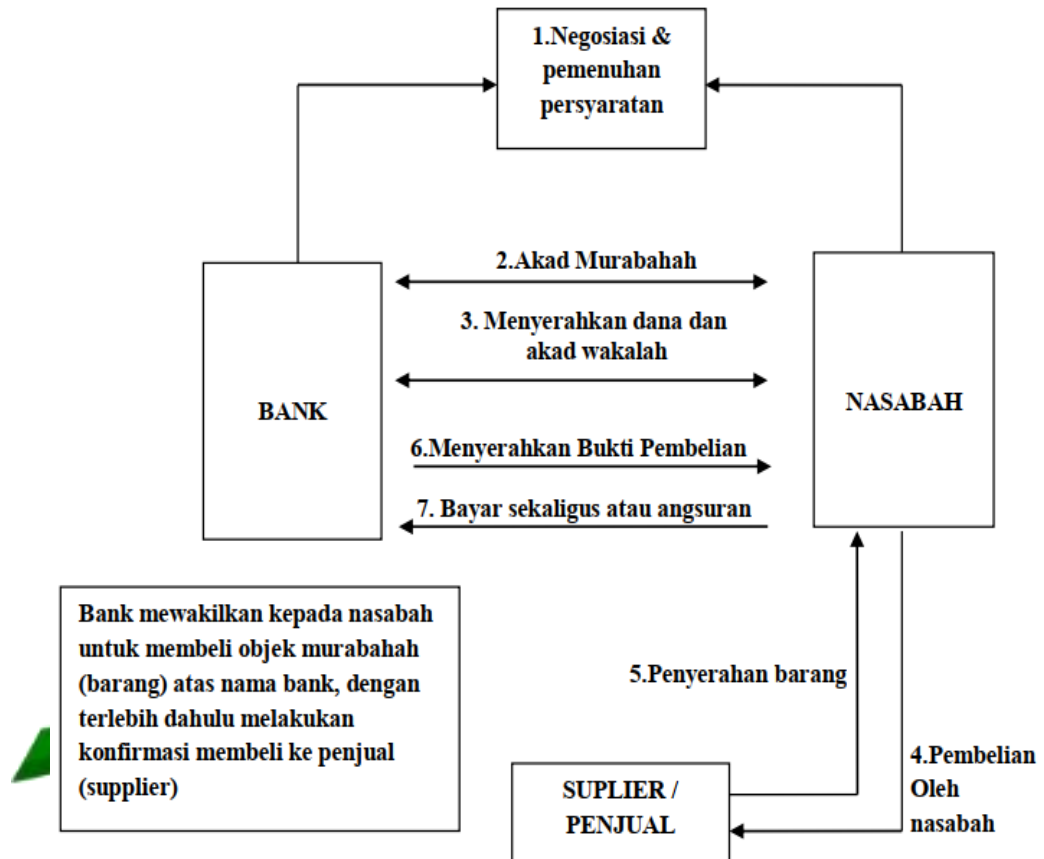 1.Negosiasi &
pemenuhan
persyaratan
2.Akad Murabahah
3. Menyerahkan dana dan
akad wakalah
BANK
NASABAH
6.Menyerahkan Bukti Pembelian
7. Bayar sekaligus atau angsuran
Bank mewakilkan kepada nasabah
untuk membeli objek murabahah
(barang) atas nama bank, dengan
terlebih dahulu melakukan
konfirmasi membeli ke penjual
(supplier)
5.Penyerahan barang
4.Pembelian
Oleh
nasabah
SUPLIER /
PENJUAL